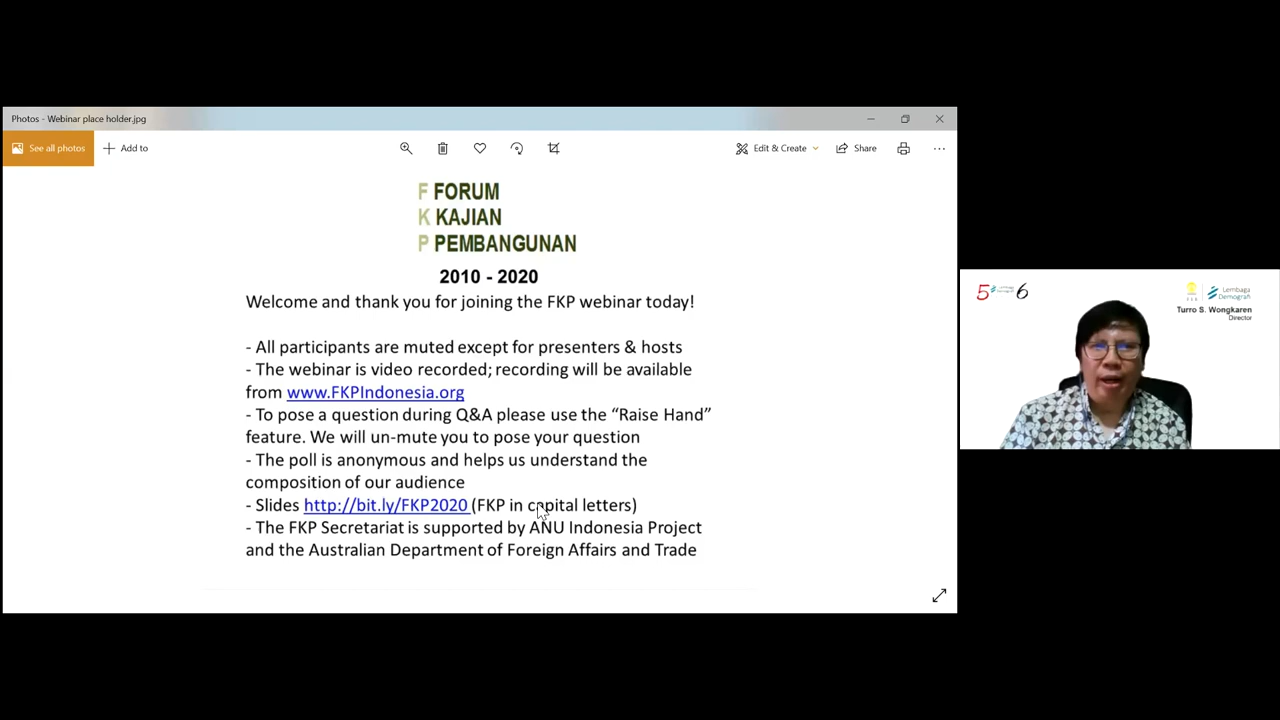 Photos - Webinar place holder.jpg
See all photos
Add to
Edit & Create
Share
F FORUM
K KAJIAN
P PEMBANGUNAN
2010 - 2020
Welcome and thank you for joining the FKP webinar today!
- All participants are muted except for presenters & hosts
- The webinar is video recorded; recording will be available
from www.FKPIndonesia.org
- To pose a question during Q&A please use the “Raise Hand”
feature. We will un-mute you to pose your question
- The poll is anonymous and helps us understand the
composition of our audience
- Slides http://bit.ly/FKP2020 (FKP in capital letters)
- The FKP Secretariat is supported by ANU Indonesia Project
and the Australian Department of Foreign Affairs and Trade
5 6
Lembaga
Demografi
Turro S. Wongkaren
Director